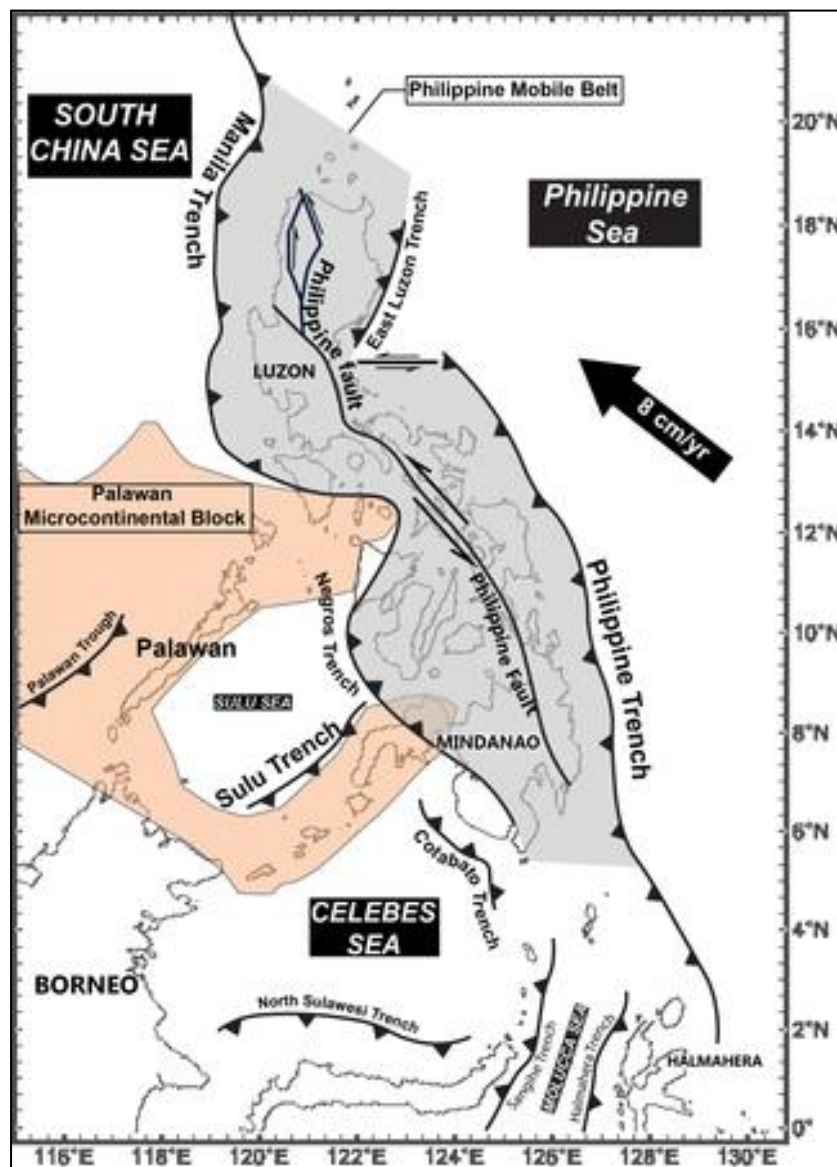 Philippine Mobile Belt
SOUTH
CHINA SEA
Manila Trench
20°N
Philippine
Sea
18°N
East Luzon Trench
Philippine fault
16°N
LUZON
8 cm/yr
14°N
Palawan
Microcontinental Block
12°N
Negros Trench
Philippine Fault
Philippine Trench
10°N
Palawan Trough
Palawan
SULU SEA
Sulu Trench
MINDANAO
8°N
6°N
Cotabato Trench
CELEBES
SEA
4°N
BORNEO
North Sulawesi Trench
Sangihe Trench
MOLUCCA SEA
Halmahera Trench
2°N
HALMAHERA
0°
116°E 118°E 120°E 122°E 124°E 126°E 128°E 130°E